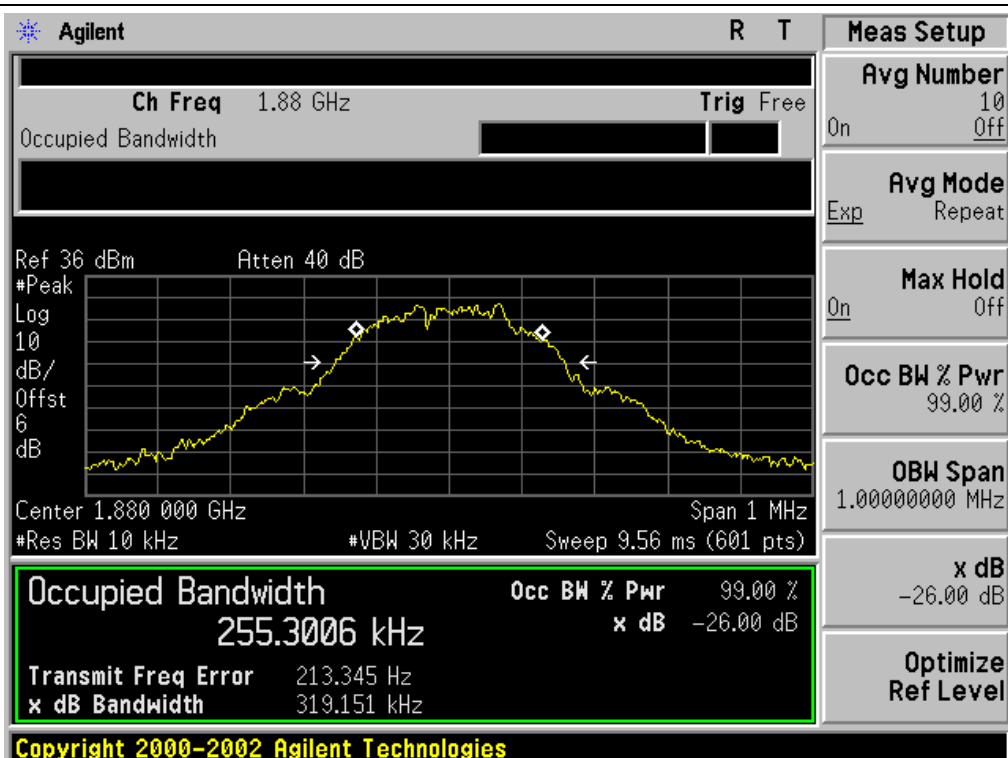 Agilent R T
Ch Freq 1.88 GHz Trig Free
Occupied Bandwidth
Ref 36 dBm Atten 40 dB
#Peak
Log
10
dB/
Offst
6
dB
Center 1.880 000 GHz Span 1 MHz
#Res BW 10 kHz #VBW 30 kHz Sweep 9.56 ms (601 pts)
Occupied Bandwidth Occ BW % Pwr 99.00 %
255.3006 kHz x dB -26.00 dB
Transmit Freq Error 213.345 Hz
x dB Bandwidth 319.151 kHz
Copyright 2000-2002 Agilent Technologies
Meas Setup
Avg Number
10
On Off
Avg Mode
Exp Repeat
Max Hold
On Off
Occ BW % Pwr
99.00 %
OBW Span
1.00000000 MHz
x dB
-26.00 dB
Optimize
Ref Level